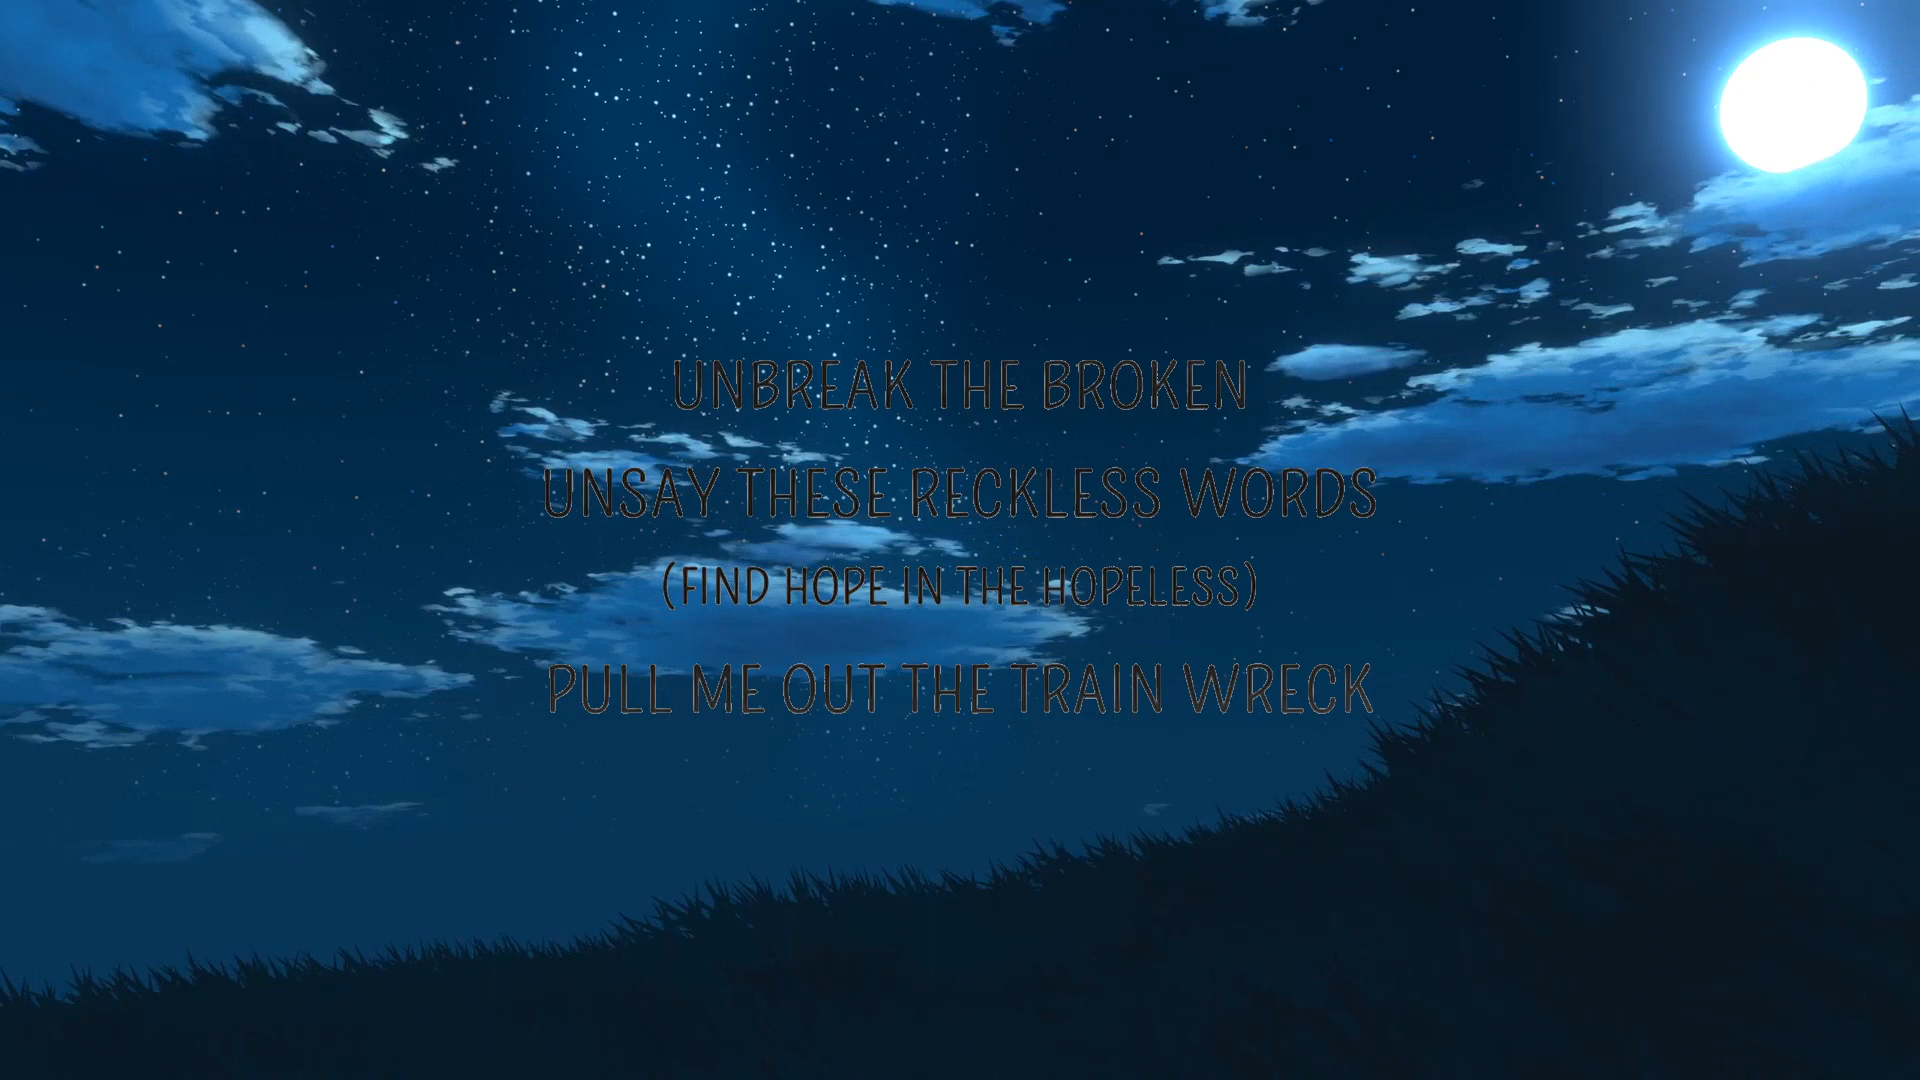 UNBREAK THE BROKEN
UNSAY THESE RECKLESS WORDS
(FIND HOPE IN THE HOPELESS)
PULL ME OUT THE TRAIN WRECK